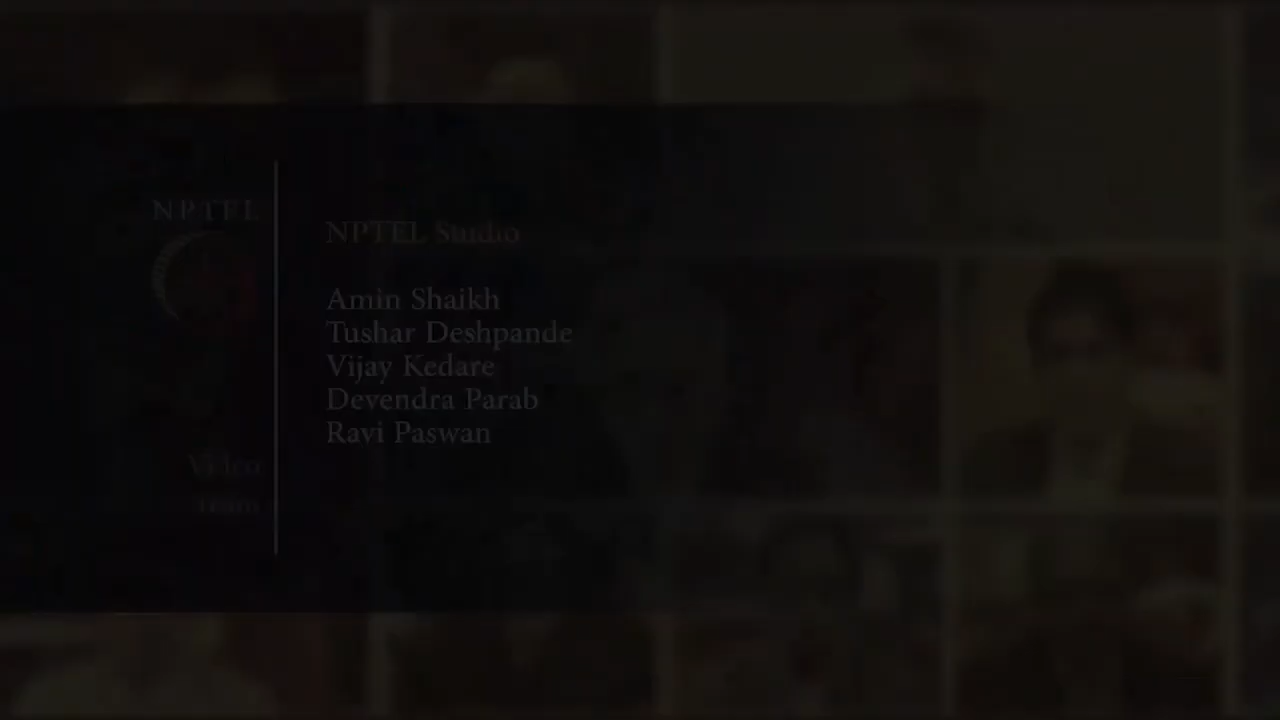 NPTEL
Video
Team
NPTEL Studio
Amin Shaikh
Tushar Deshpande
Vijay Kedare
Devendra Parab
Ravi Paswan